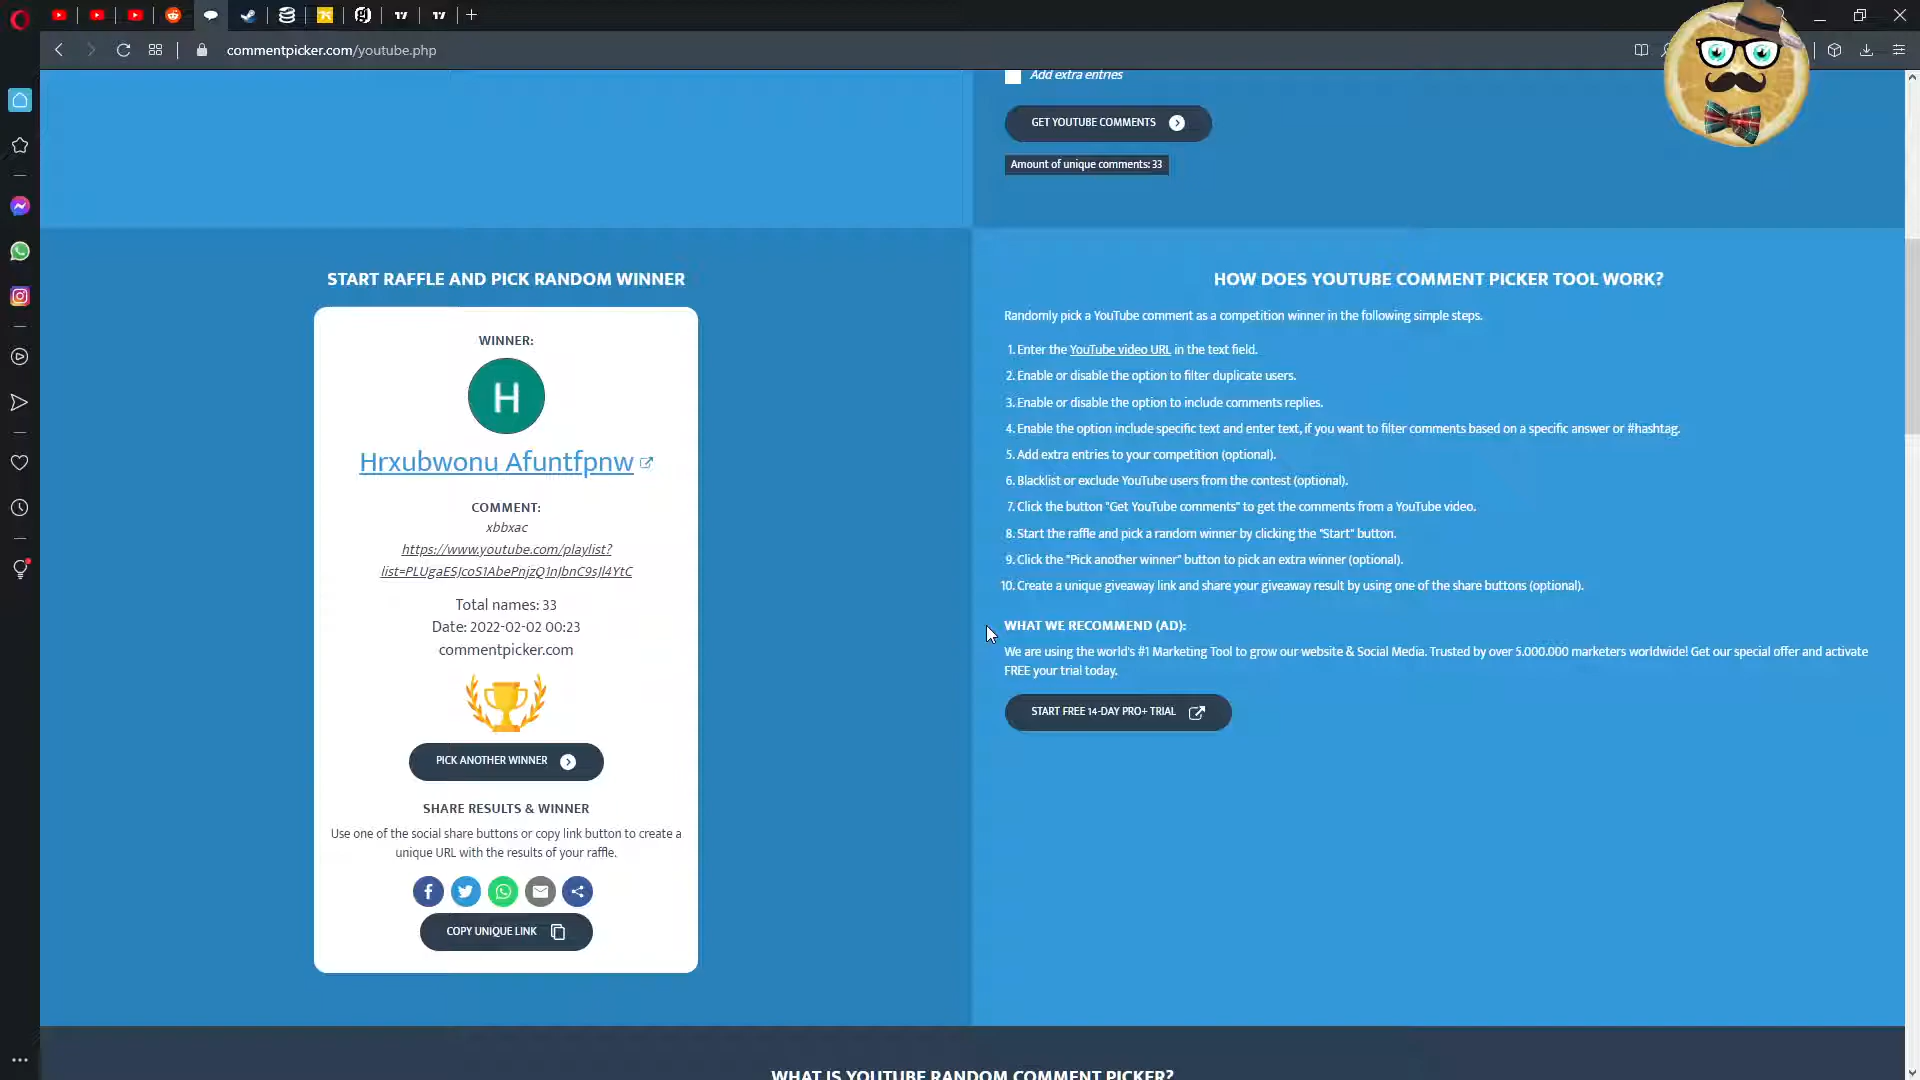 commentpicker.com/youtube.php
Add extra entries
GET YOUTUBE COMMENTS
Amount of unique comments: 33
START RAFFLE AND PICK RANDOM WINNER
WINNER:
H
Hrxubwonu Afuntfpnw
COMMENT:
xbbxac
https://www.youtube.com/playlist?
list=PLUgaESJcoS1AbePnjzQ1nJbnC9sJl4YtC
Total names: 33
Date: 2022-02-02 00:23
commentpicker.com
PICK ANOTHER WINNER
SHARE RESULTS & WINNER
Use one of the social share buttons or copy link button to create a
unique URL with the results of your raffle.
COPY UNIQUE LINK
HOW DOES YOUTUBE COMMENT PICKER TOOL WORK?
Randomly pick a YouTube comment as a competition winner in the following simple steps.
1. Enter the YouTube video URL in the text field.
2. Enable or disable the option to filter duplicate users.
3. Enable or disable the option to include comments replies.
4. Enable the option include specific text and enter text, if you want to filter comments based on a specific answer or #hashtag.
5. Add extra entries to your competition (optional).
6. Blacklist or exclude YouTube users from the contest (optional).
7. Click the button "Get YouTube comments" to get the comments from a YouTube video.
8. Start the raffle and pick a random winner by clicking the "Start" button.
9. Click the "Pick another winner" button to pick an extra winner (optional).
10. Create a unique giveaway link and share your giveaway result by using one of the share buttons (optional).
WHAT WE RECOMMEND (AD):
We are using the world's #1 Marketing Tool to grow our website & Social Media. Trusted by over 5.000.000 marketers worldwide! Get our special offer and activate
FREE your trial today.
START FREE 14-DAY PRO+ TRIAL
WHAT IS YOUTUBE RANDOM COMMENT PICKER?